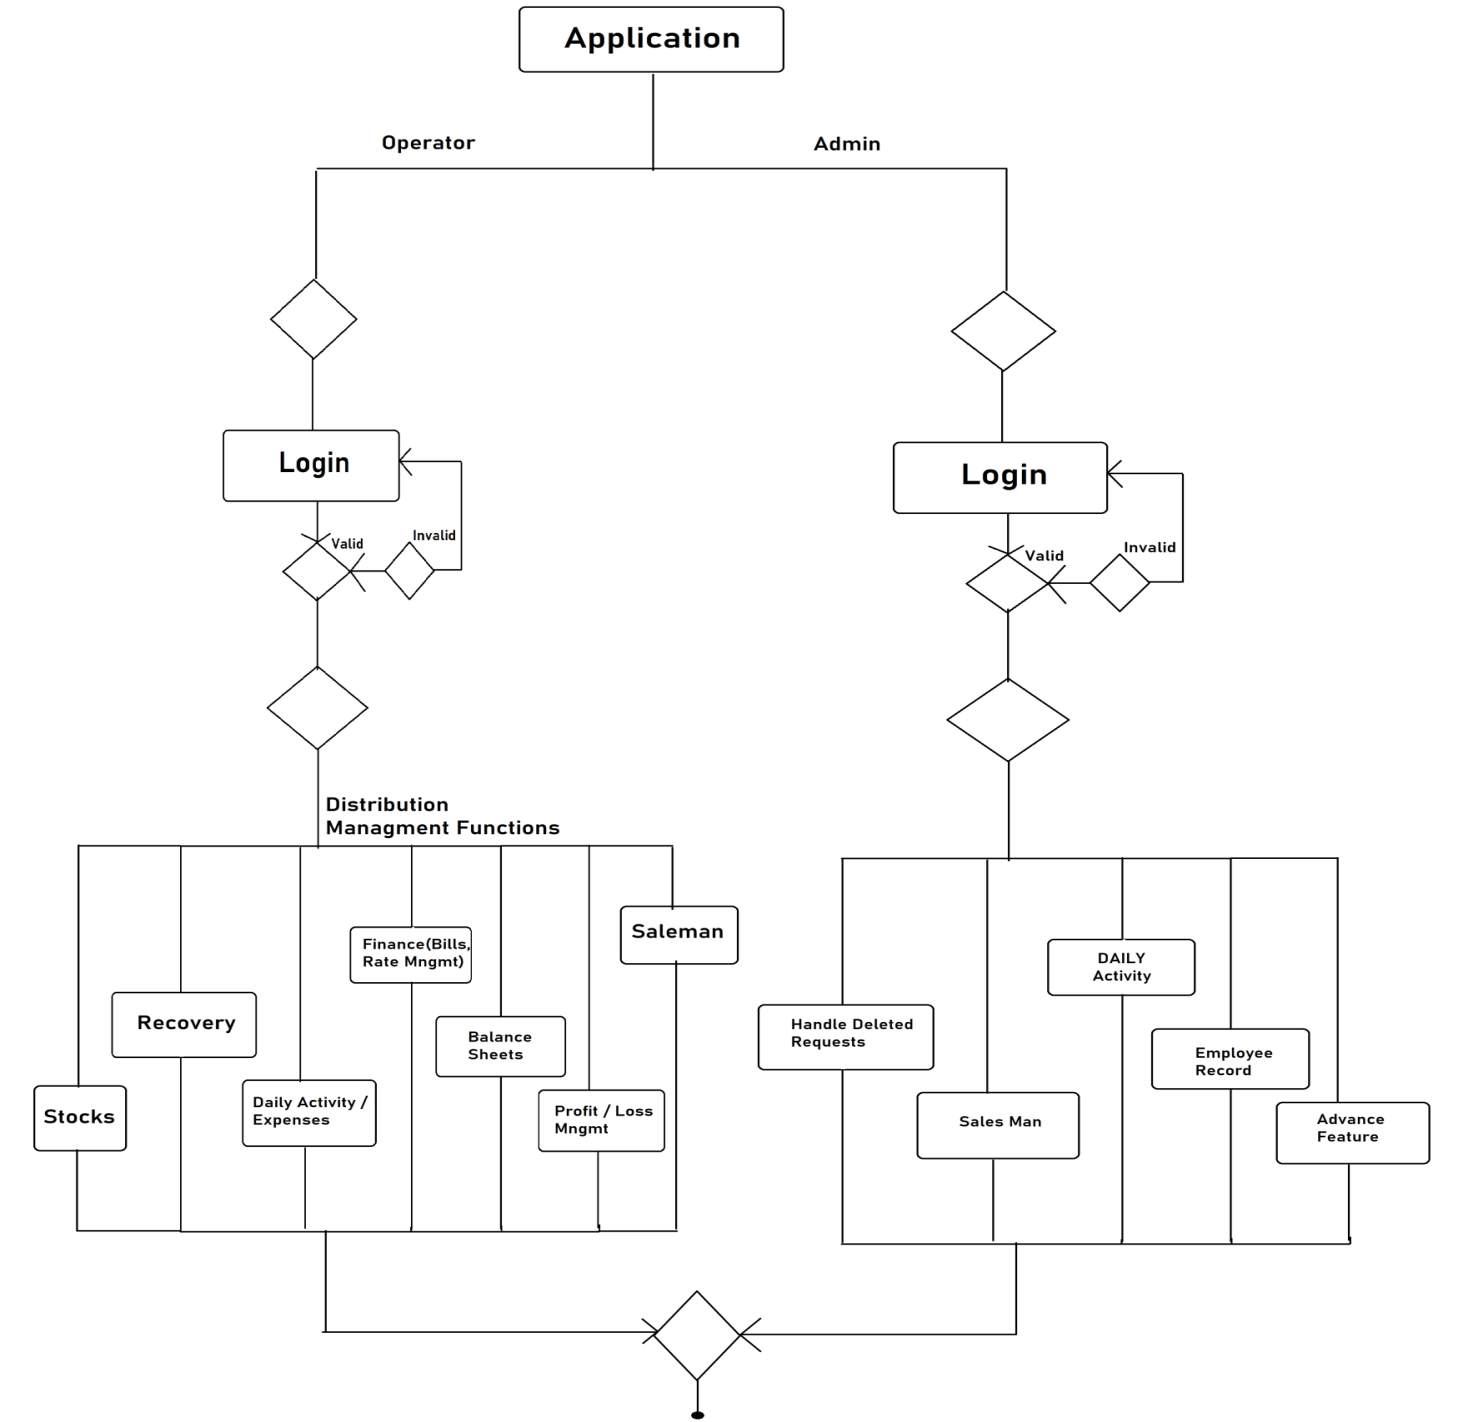 Application
Operator
Admin
Login
Valid
Invalid
Login
Valid
Invalid
Distribution
Managment Functions
Stocks
Recovery
Daily Activity /
Expenses
Finance(Bills,
Rate Mngmt)
Balance
Sheets
Profit / Loss
Mngmt
Saleman
Handle Deleted
Requests
Sales Man
DAILY
Activity
Employee
Record
Advance
Feature